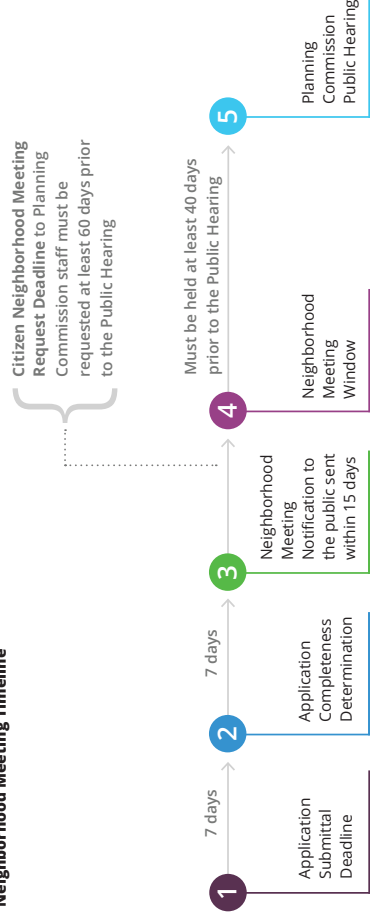 Neighborhood Meeting Timeline
Citizen Neighborhood Meeting
Request Deadline to Planning
Commission staff must be
requested at least 60 days prior
to the Public Hearing
7 days
7 days
Must be held at least 40 days
prior to the Public Hearing
1
2
3
4
5
Application
Submittal
Deadline
Application
Completeness
Determination
Neighborhood
Meeting
Notification to
the public sent
within 15 days
Neighborhood
Meeting
Window
Planning
Commission
Public Hearing